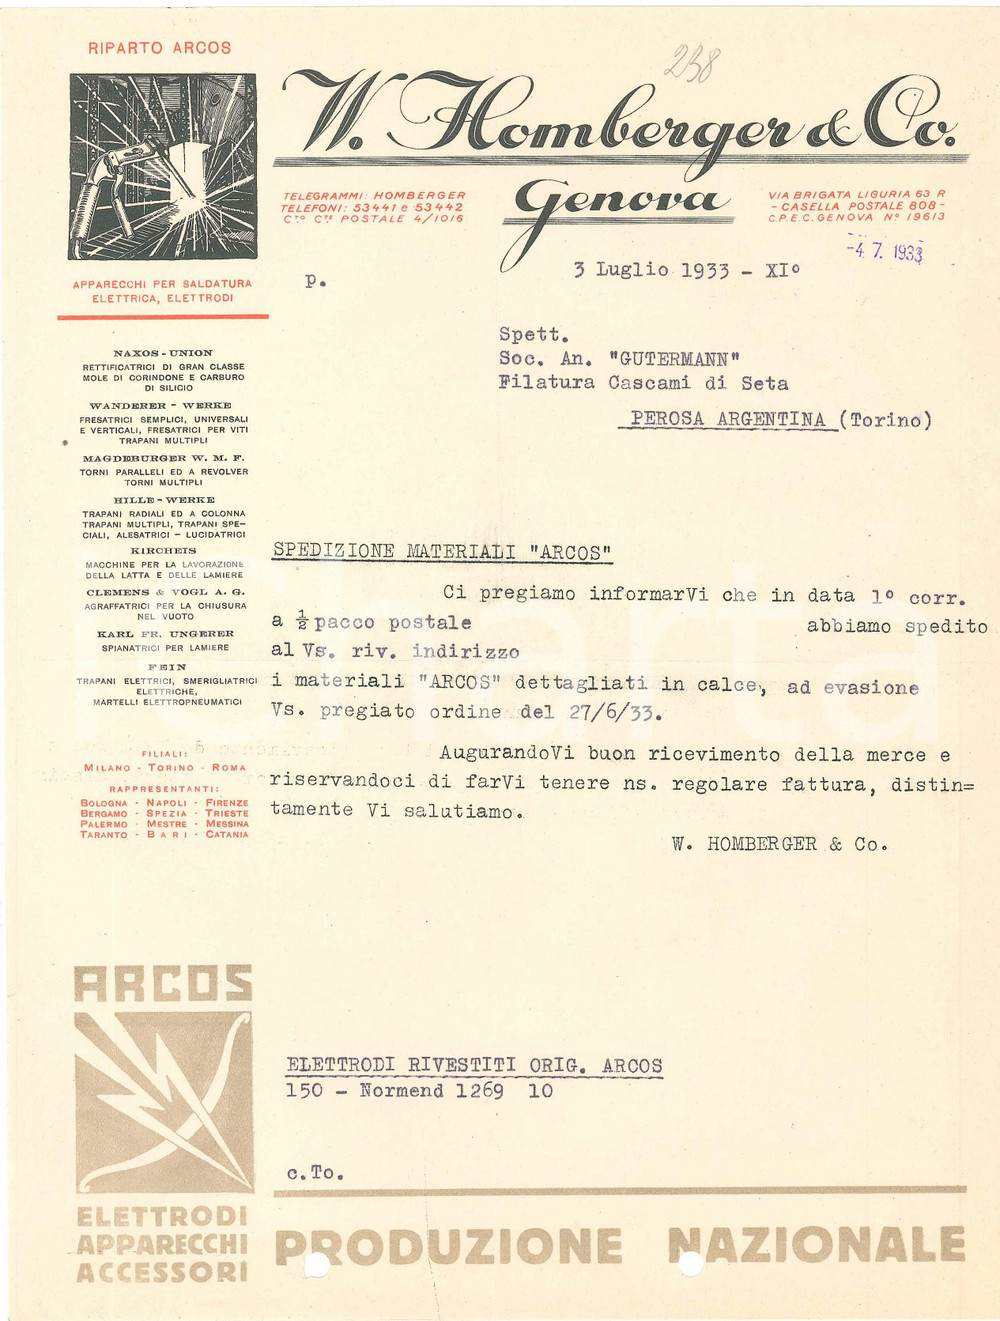 RIPARTO ARCOS
238
W. Homberger & Co.
Genova
TELEGRAMMI: HOMBERGER
TELEFONI: 53441 e 53442
Cᵀᴼ Cᵀᴱ POSTALE 4/1016
VIA BRIGATA LIGURIA 63 R
- CASELLA POSTALE 808 -
C.P.E.C. GENOVA Nº 19613
-4. 7. 1933
3 Luglio 1933 - XIº
p.
APPARECCHI PER SALDATURA
ELETTRICA, ELETTRODI
Spett.
Soc. An. "GUTERMANN"
Filatura Cascami di Seta
PEROSA ARGENTINA (Torino)
NAXOS-UNION
RETTIFICATRICI DI GRAN CLASSE
MOLE DI CORINDONE E CARBURO
DI SILICIO
WANDERER - WERKE
FRESATRICI SEMPLICI, UNIVERSALI
E VERTICALI, FRESATRICI PER VITI
TRAPANI MULTIPLI
MAGDEBURGER W. M. F.
TORNI PARALLELI ED A REVOLVER
TORNI MULTIPLI
HILLE-WERKE
TRAPANI RADIALI ED A COLONNA
TRAPANI MULTIPLI, TRAPANI SPE-
CIALI, ALESATRICI - LUCIDATRICI
KIRCHEIS
MACCHINE PER LA LAVORAZIONE
DELLA LATTA E DELLE LAMIERE
CLEMENS & VOGL A. G.
AGRAFFATRICI PER LA CHIUSURA
NEL VUOTO
KARL FR. UNGERER
SPIANATRICI PER LAMIERE
FEIN
TRAPANI ELETTRICI, SMERIGLIATRICI
ELETTRICHE,
MARTELLI ELETTROPNEUMATICI
FILIALI:
MILANO - TORINO - ROMA
RAPPRESENTANTI:
BOLOGNA - NAPOLI - FIRENZE
BERGAMO - SPEZIA - TRIESTE
PALERMO - MESTRE - MESSINA
TARANTO - BARI - CATANIA
SPEDIZIONE MATERIALI "ARCOS"
Ci pregiamo informarVi che in data 1º corr.
a ½ pacco postale abbiamo spedito
al Vs. riv. indirizzo
i materiali "ARCOS" dettagliati in calce, ad evasione
Vs. pregiato ordine del 27/6/33.
AugurandoVi buon ricevimento della merce e
riservandoci di farVi tenere ns. regolare fattura, distin=
tamente Vi salutiamo.
W. HOMBERGER & Co.
ARCOS
ELETTRODI RIVESTITI ORIG. ARCOS
150 - Normend 1269 10
c.To.
ELETTRODI
APPARECCHI
ACCESSORI
PRODUZIONE NAZIONALE